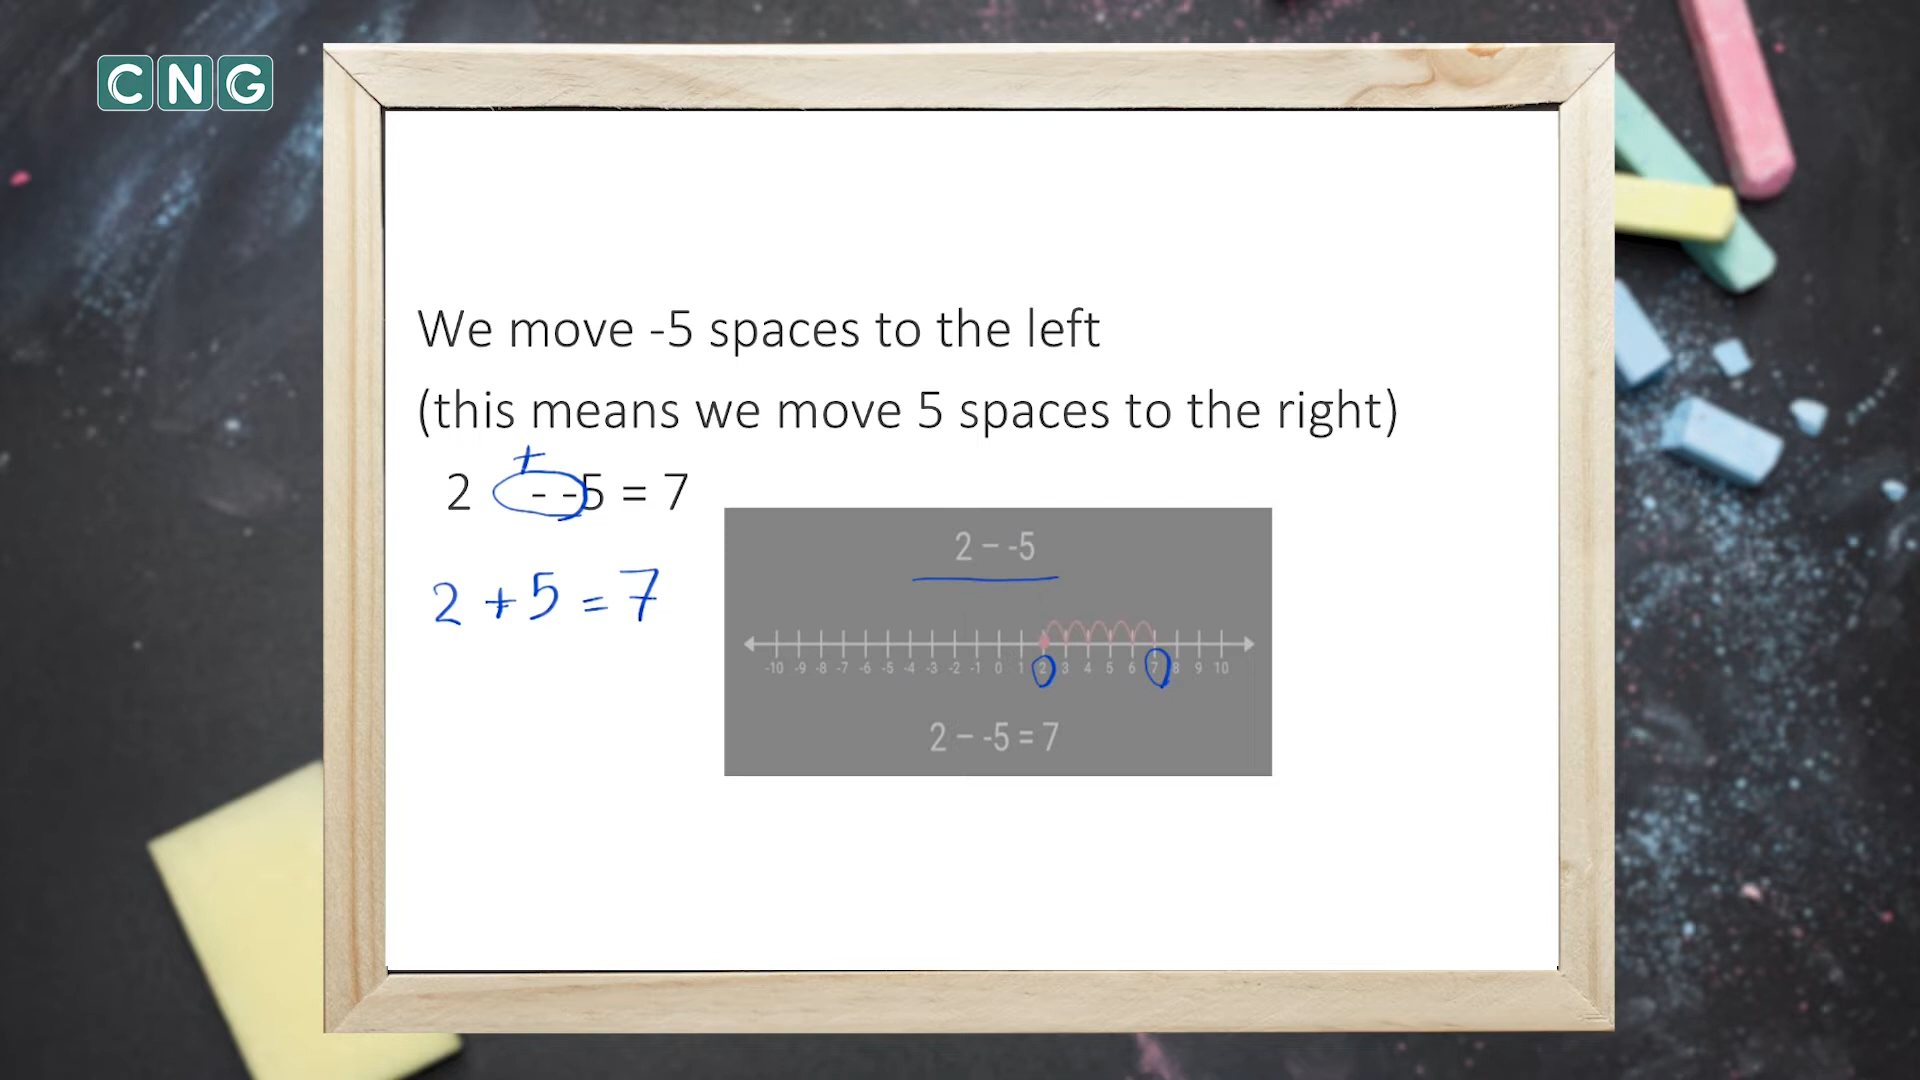 CNG
We move -5 spaces to the left
(this means we move 5 spaces to the right)
+
2 - -5 = 7
2 + 5 = 7
2 – -5
-10 -9 -8 -7 -6 -5 -4 -3 -2 -1 0 1 2 3 4 5 6 7 8 9 10
2 – -5 = 7